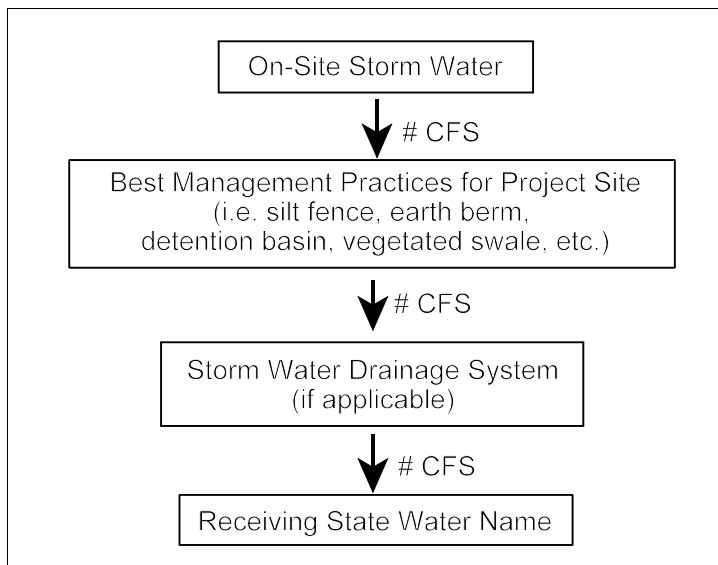 On-Site Storm Water
# CFS
Best Management Practices for Project Site
(i.e. silt fence, earth berm,
detention basin, vegetated swale, etc.)
# CFS
Storm Water Drainage System
(if applicable)
# CFS
Receiving State Water Name